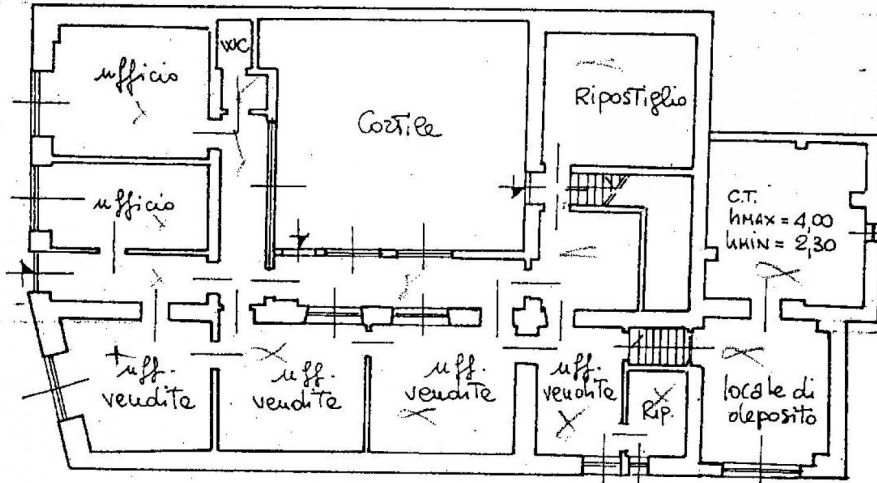 WC
ufficio
Cortile
Ripostiglio
ufficio
C.T.
hMAX = 4,00
hMIN = 2,30
uff.
vendite
uff.
vendite
uff.
vendite
uff.
vendite
Rip.
locale di
deposito